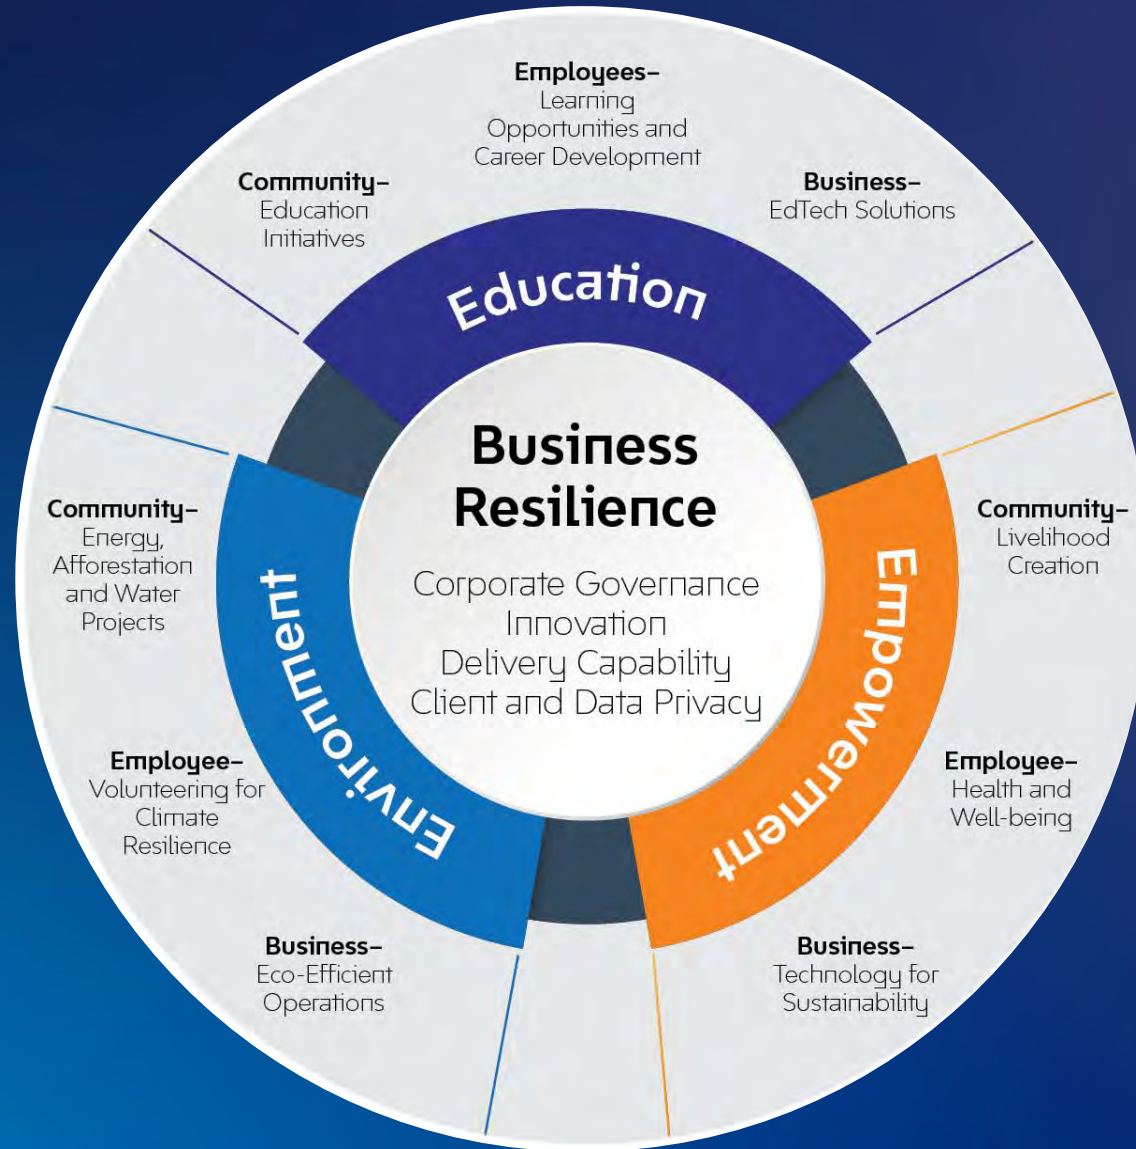 Employees–
Learning
Opportunities and
Career Development
Community–
Education
Initiatives
Business–
EdTech Solutions
Education
Business
Resilience
Corporate Governance
Innovation
Delivery Capability
Client and Data Privacy
Community–
Energy,
Afforestation
and Water
Projects
Employee–
Volunteering for
Climate
Resilience
Business–
Eco-Efficient
Operations
Environment
Empowerment
Community–
Livelihood
Creation
Employee–
Health and
Well-being
Business–
Technology for
Sustainability